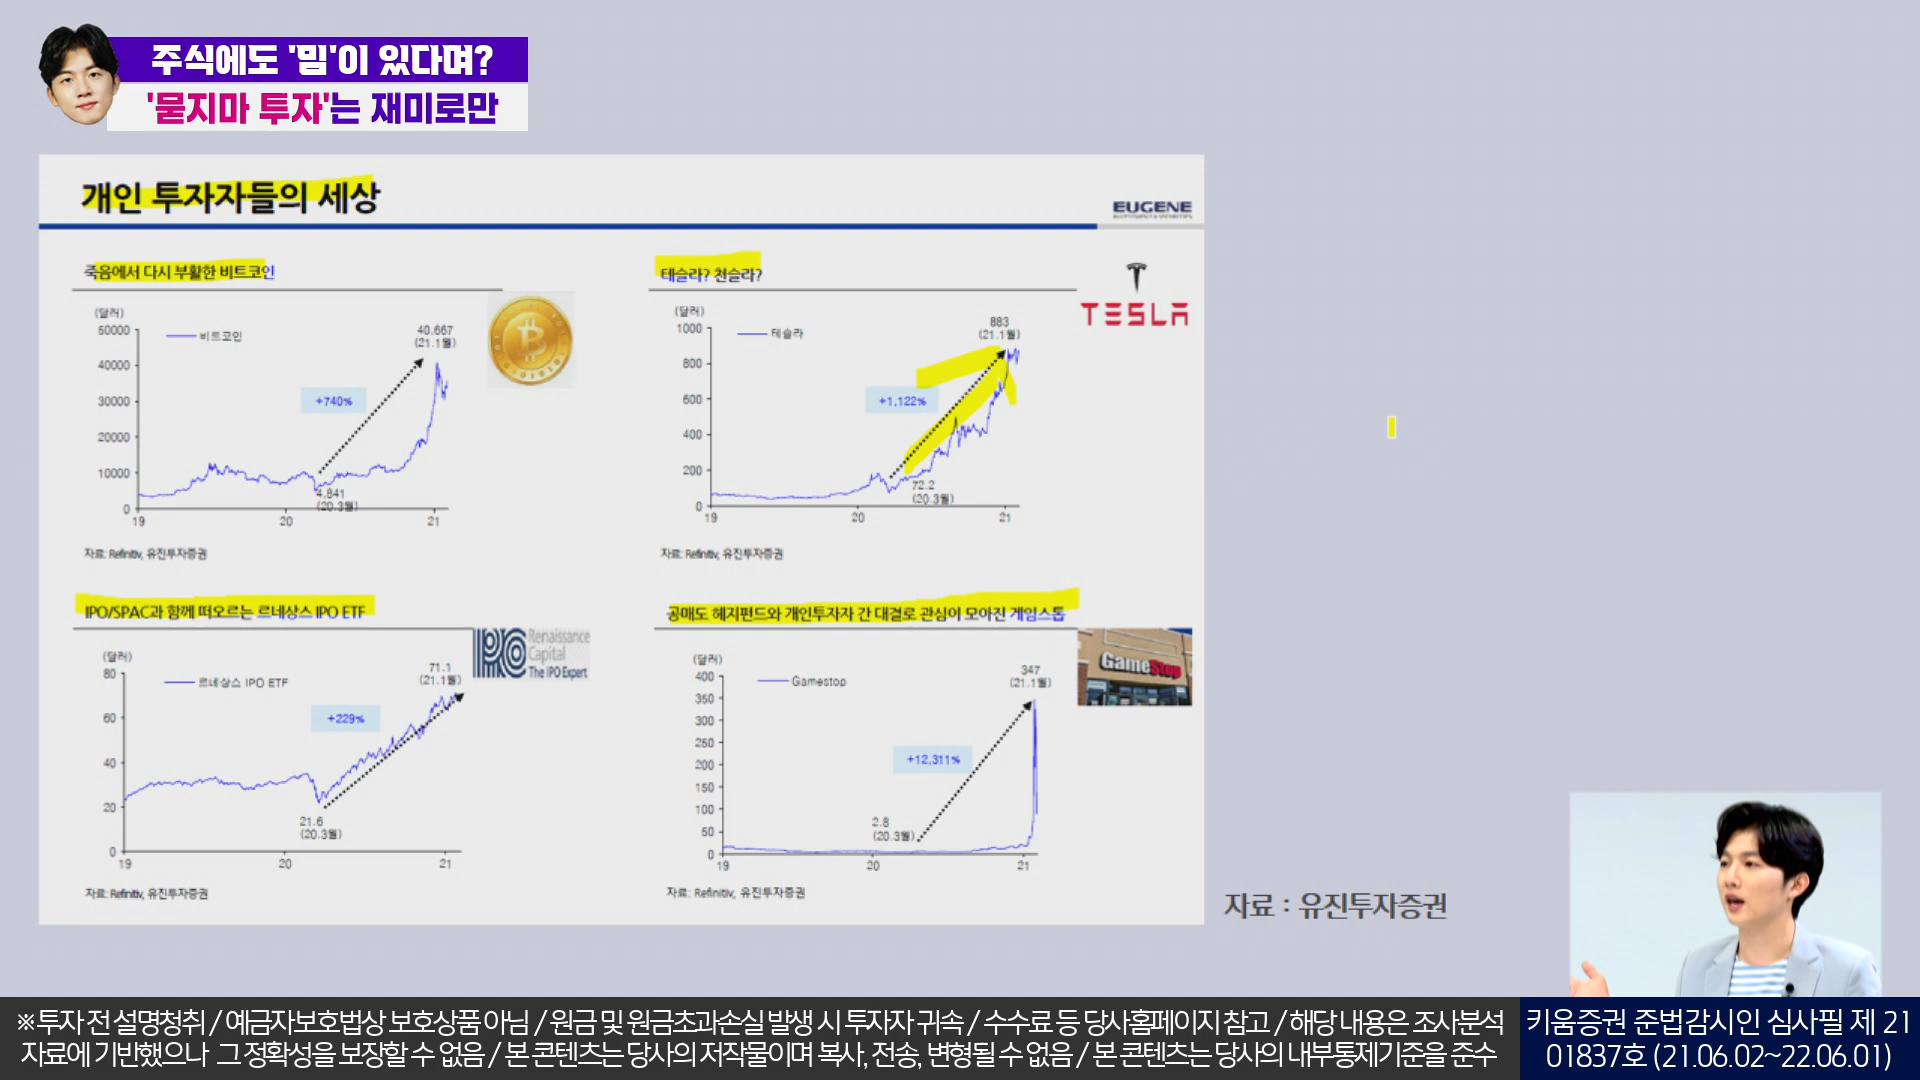 주식에도 '밈'이 있다며?
'묻지마 투자'는 재미로만
개인 투자자들의 세상
EUGENE
INVESTMENT & SECURITIES
죽음에서 다시 부활한 비트코인
(달러)
50000
40000
30000
20000
10000
0
비트코인
40.667
(21.1월)
+740%
4,841
(20.3월)
19
20
21
자료: Refinitiv, 유진투자증권
테슬라? 천슬라?
TESLA
(달러)
1000
800
600
400
200
0
테슬라
883
(21.1월)
+1,122%
72.2
(20.3월)
19
20
21
자료: Refinitiv, 유진투자증권
IPO/SPAC과 함께 떠오르는 르네상스 IPO ETF
Renaissance
Capital
The IPO Expert
(달러)
80
60
40
20
0
르네상스 IPO ETF
71.1
(21.1월)
+229%
21.6
(20.3월)
19
20
21
자료: Refinitiv, 유진투자증권
공매도 헤지펀드와 개인투자자 간 대결로 관심이 모아진 게임스톱
GameStop
(달러)
400
350
300
250
200
150
100
50
0
Gamestop
347
(21.1월)
+12,311%
2.8
(20.3월)
19
20
21
자료: Refinitiv, 유진투자증권
자료 : 유진투자증권
※투자 전 설명청취 / 예금자보호법상 보호상품 아님 / 원금 및 원금초과손실 발생 시 투자자 귀속 / 수수료 등 당사홈페이지 참고 / 해당 내용은 조사분석
자료에 기반했으나 그 정확성을 보장할 수 없음 / 본 콘텐츠는 당사의 저작물이며 복사, 전송, 변형될 수 없음 / 본 콘텐츠는 당사의 내부통제기준을 준수
키움증권 준법감시인 심사필 제 21
01837호 (21.06.02~22.06.01)